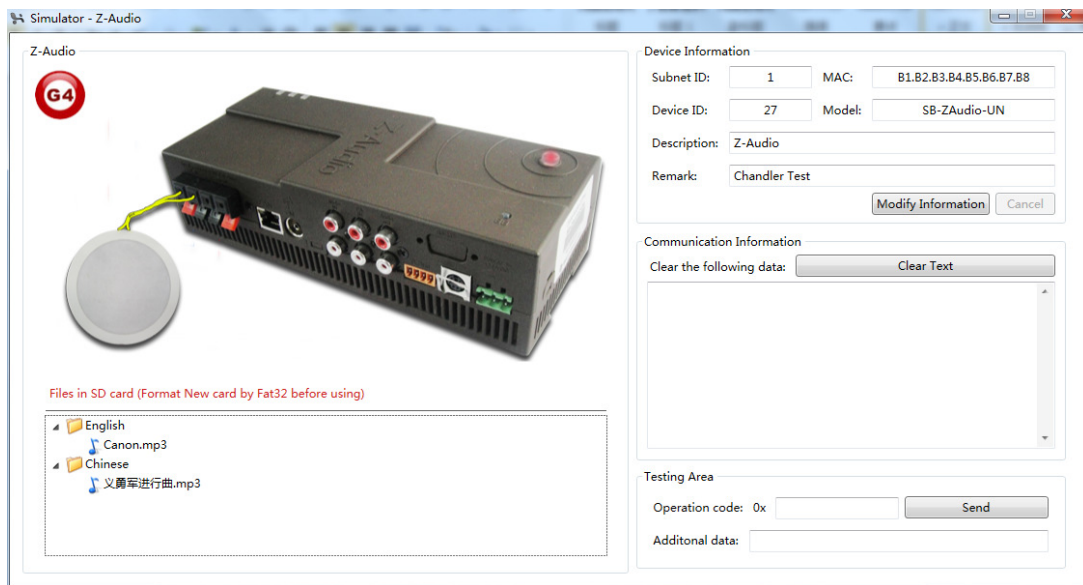 Simulator - Z-Audio
Z-Audio
G4
Z-Audio
Files in SD card (Format New card by Fat32 before using)
English
Canon.mp3
Chinese
义勇军进行曲.mp3
Device Information
Subnet ID: 1 MAC: B1.B2.B3.B4.B5.B6.B7.B8
Device ID: 27 Model: SB-ZAudio-UN
Description: Z-Audio
Remark: Chandler Test
Modify Information Cancel
Communication Information
Clear the following data: Clear Text
Testing Area
Operation code: 0x Send
Additonal data: